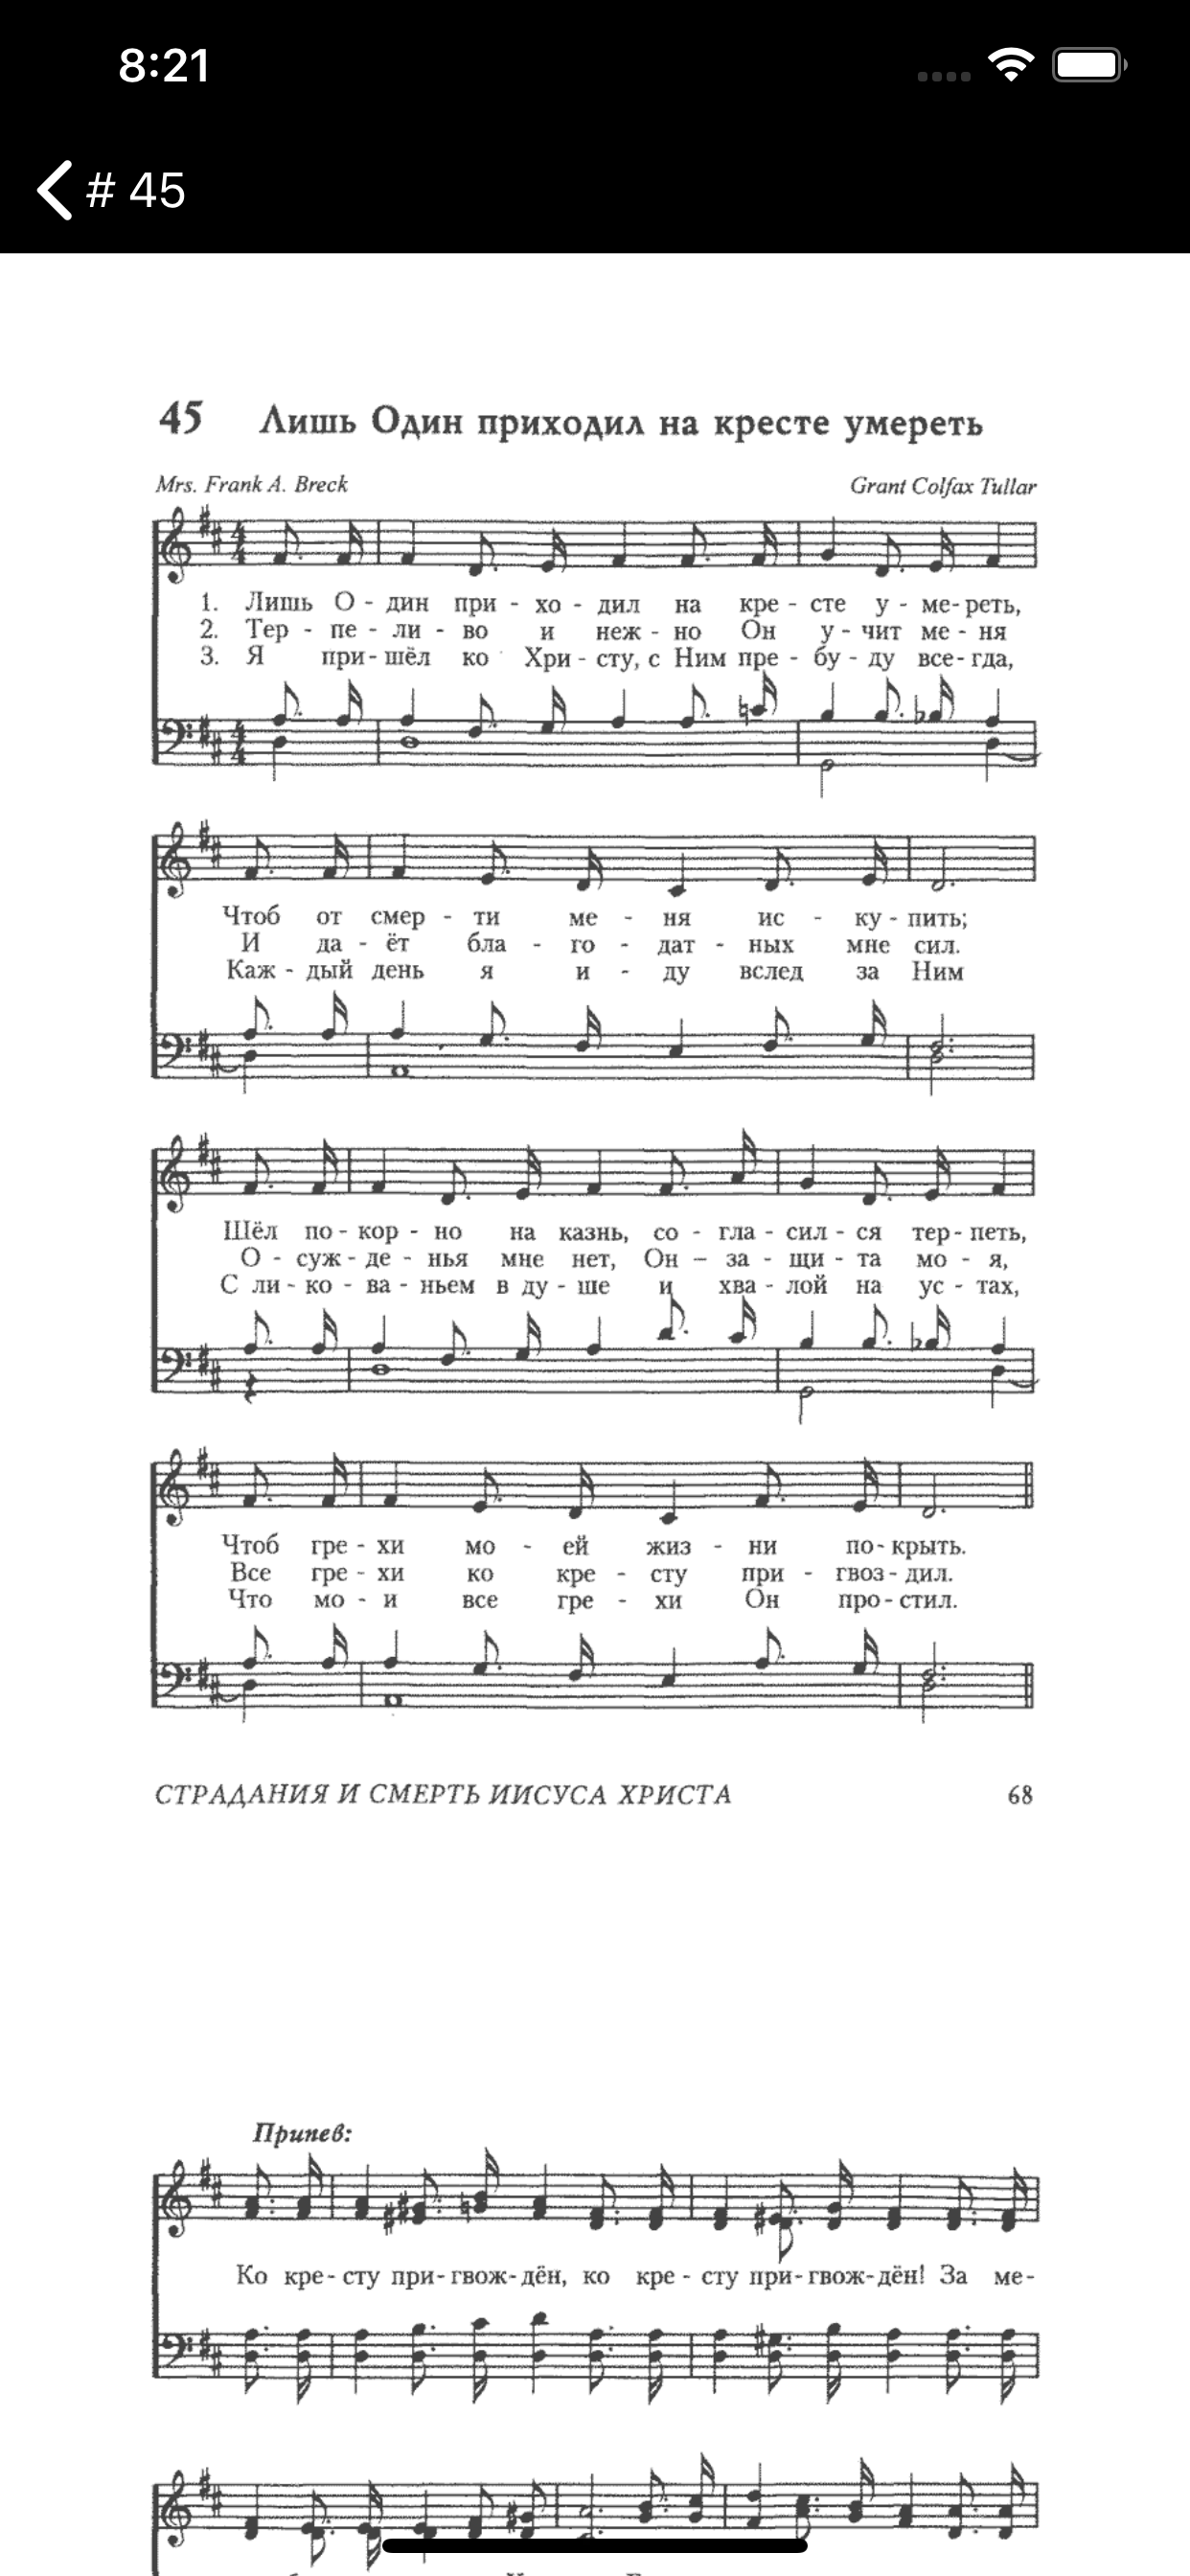 8:21
# 45
45 Лишь Один приходил на кресте умереть
Mrs. Frank A. Breck Grant Colfax Tullar
1. Лишь О - дин при - хо - дил на кре - сте у - ме - реть,
2. Тер - пе - ли - во и неж - но Он у - чит ме - ня
3. Я при - шёл ко Хри - сту, с Ним пре - бу - ду все - гда,
Чтоб от смер - ти ме - ня ис - ку - пить;
И да - ёт бла - го - дат - ных мне сил.
Каж - дый день я и - ду вслед за Ним
Шёл по - кор - но на казнь, со - гла - сил - ся тер - петь,
О - суж - де - нья мне нет, Он – за - щи - та мо - я,
С ли - ко - ва - ньем в ду - ше и хва - лой на ус - тах,
Чтоб гре - хи мо - ей жиз - ни по - крыть.
Все гре - хи ко кре - сту при - гвоз - дил.
Что мо - и все гре - хи Он про - стил.
СТРАДАНИЯ И СМЕРТЬ ИИСУСА ХРИСТА 68
Припев:
Ко кре - сту при - гвож - дён, ко кре - сту при - гвож - дён! За ме -